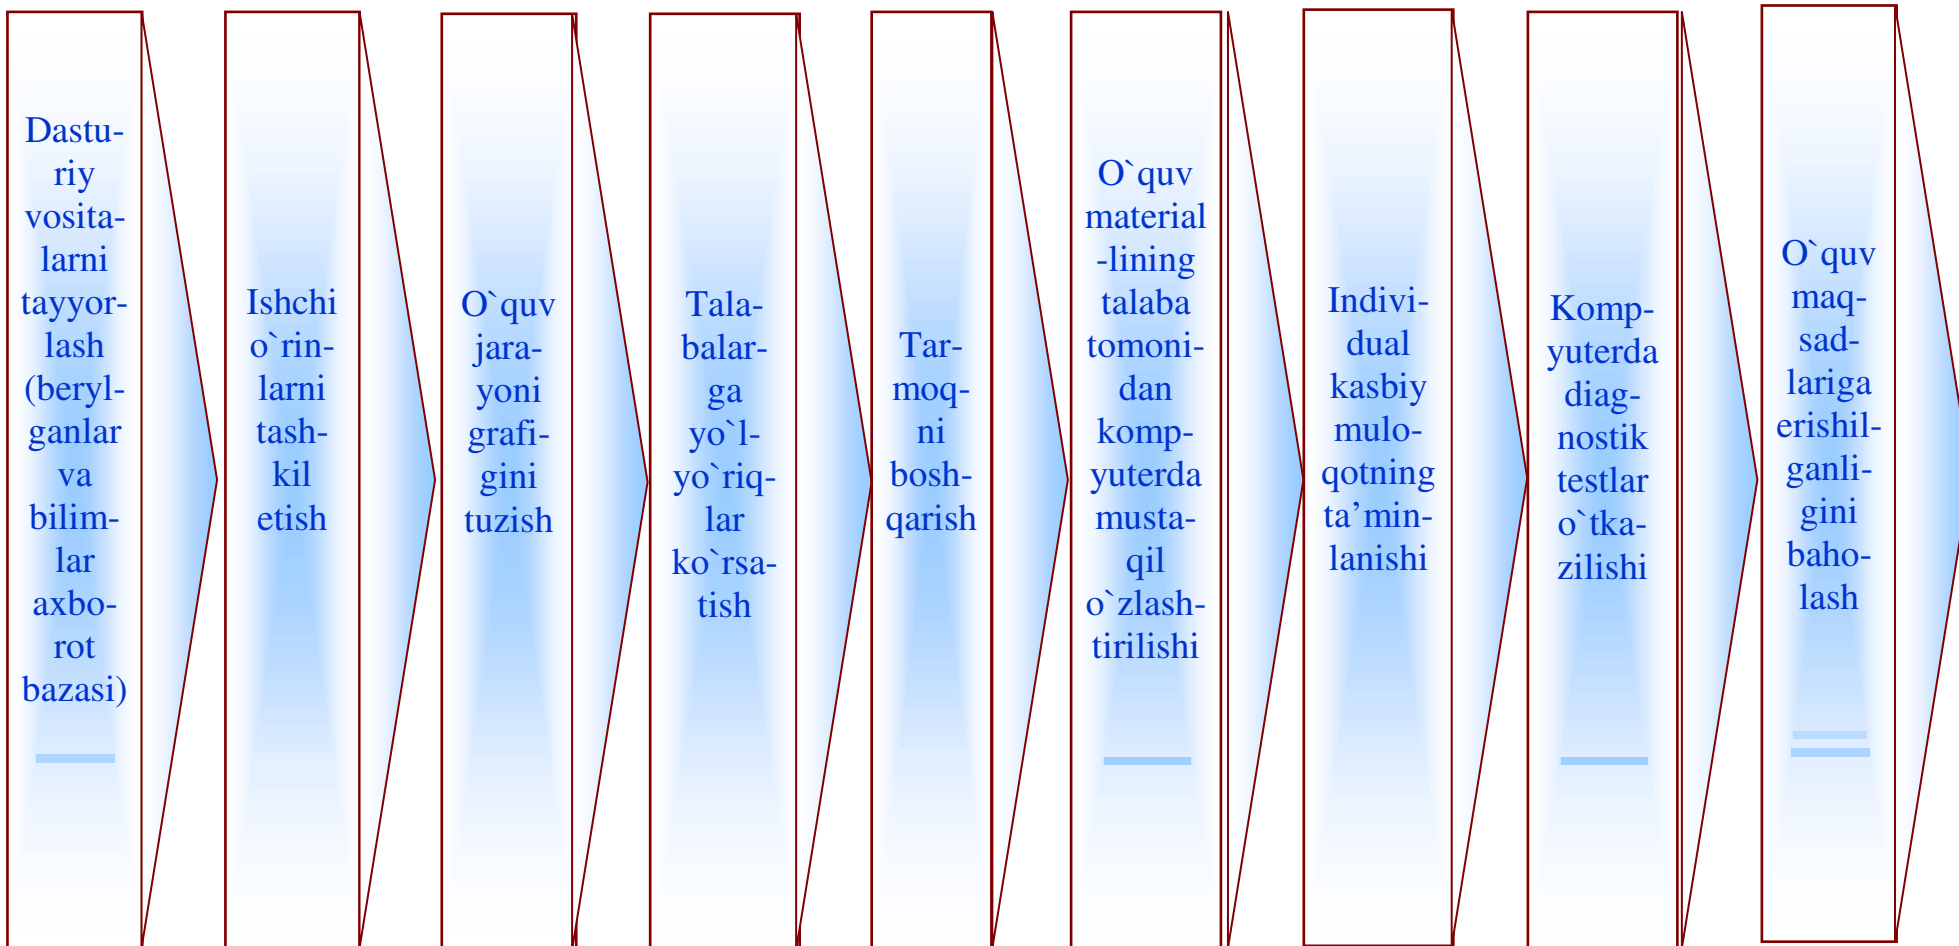 Dastu-
riy
vosita-
larni
tayyor-
lash
(beryl-
ganlar
va
bilim-
lar
axbo-
rot
bazasi)
Ishchi
o`rin-
larni
tash-
kil
etish
O`quv
jara-
yoni
grafi-
gini
tuzish
Tala-
balar-
ga
yo`l-
yo`riq-
lar
ko`rsa-
tish
Tar-
moq-
ni
bosh-
qarish
O`quv
material
-lining
talaba
tomoni-
dan
komp-
yuterda
musta-
qil
o`zlash-
tirilishi
Indivi-
dual
kasbiy
mulo-
qotning
ta’min-
lanishi
Komp-
yuterda
diag-
nostik
testlar
o`tka-
zilishi
O`quv
maq-
sad-
lariga
erishil-
ganli-
gini
baho-
lash